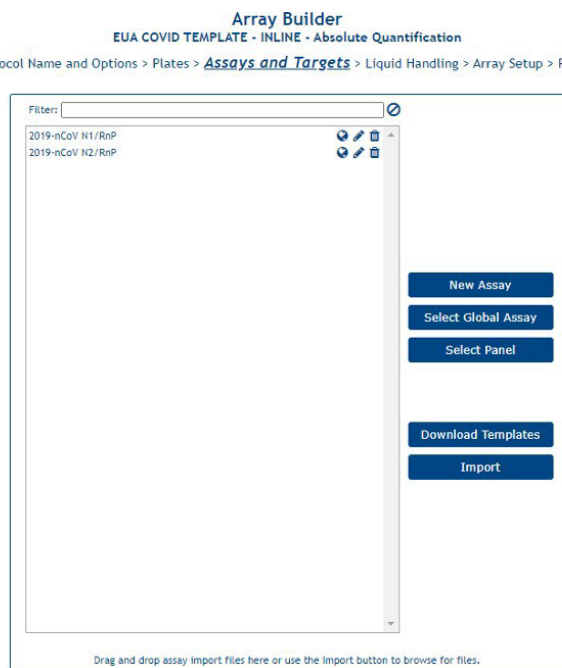 Array Builder
EUA COVID TEMPLATE - INLINE - Absolute Quantification
ocol Name and Options > Plates > Assays and Targets > Liquid Handling > Array Setup >
Filter:
2019-nCoV N1/RnP
2019-nCoV N2/RnP
New Assay
Select Global Assay
Select Panel
Download Templates
Import
Drag and drop assay import files here or use the Import button to browse for files.